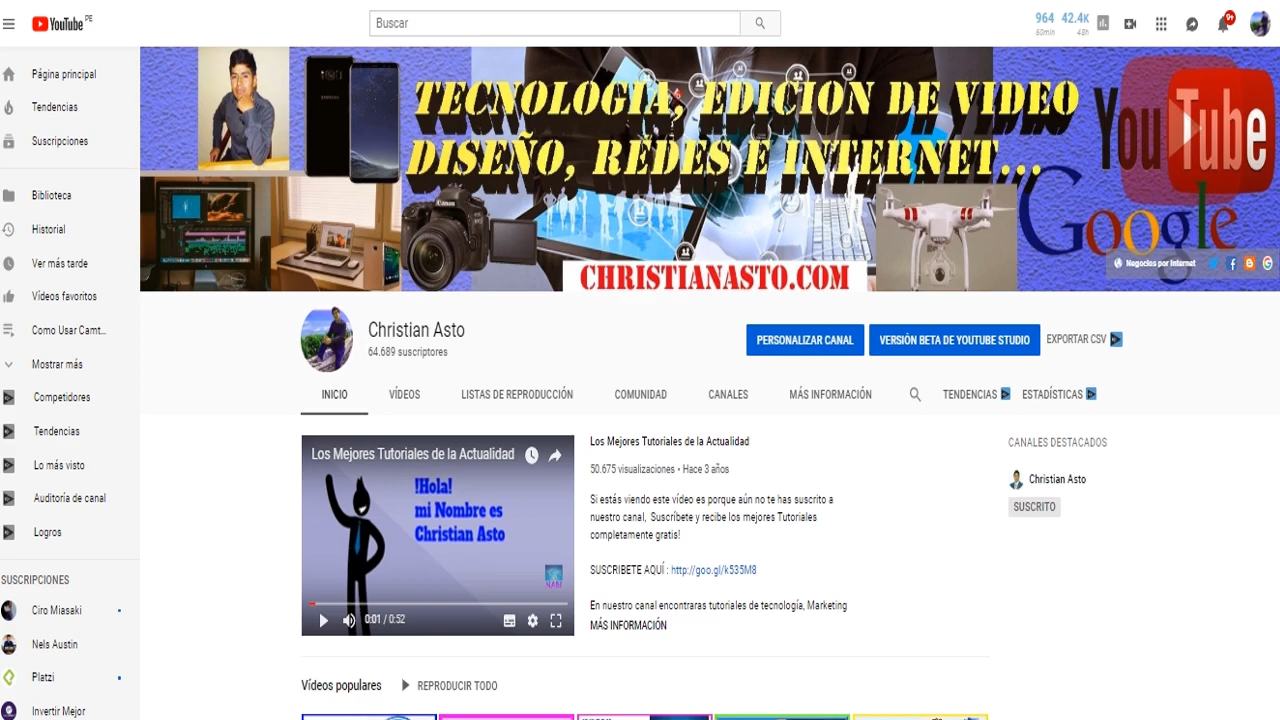 YouTube PE
Buscar
964 42.4K
60min 48h
9+
Página principal
Tendencias
Suscripciones
Biblioteca
Historial
Ver más tarde
Vídeos favoritos
Como Usar Camt...
Mostrar más
Competidores
Tendencias
Lo más visto
Auditoría de canal
Logros
SUSCRIPCIONES
Ciro Miasaki
Nels Austin
Platzi
Invertir Mejor
TECNOLOGIA, EDICION DE VIDEO
DISEÑO, REDES E INTERNET...
YouTube
Google
Canon
CHRISTIANASTO.COM
Negocios por Internet
Christian Asto
64.689 suscriptores
PERSONALIZAR CANAL
VERSIÓN BETA DE YOUTUBE STUDIO
EXPORTAR CSV
INICIO
VÍDEOS
LISTAS DE REPRODUCCIÓN
COMUNIDAD
CANALES
MÁS INFORMACIÓN
TENDENCIAS
ESTADÍSTICAS
Los Mejores Tutoriales de la Actualidad
!Hola!
mi Nombre es
Christian Asto
0:01 / 0:52
Los Mejores Tutoriales de la Actualidad
50.675 visualizaciones • Hace 3 años
Si estás viendo este vídeo es porque aún no te has suscrito a
nuestro canal, Suscríbete y recibe los mejores Tutoriales
completamente gratis!
SUSCRIBETE AQUÍ : http://goo.gl/k535M8
En nuestro canal encontraras tutoriales de tecnología, Marketing
MÁS INFORMACIÓN
CANALES DESTACADOS
Christian Asto
SUSCRITO
Vídeos populares
REPRODUCIR TODO